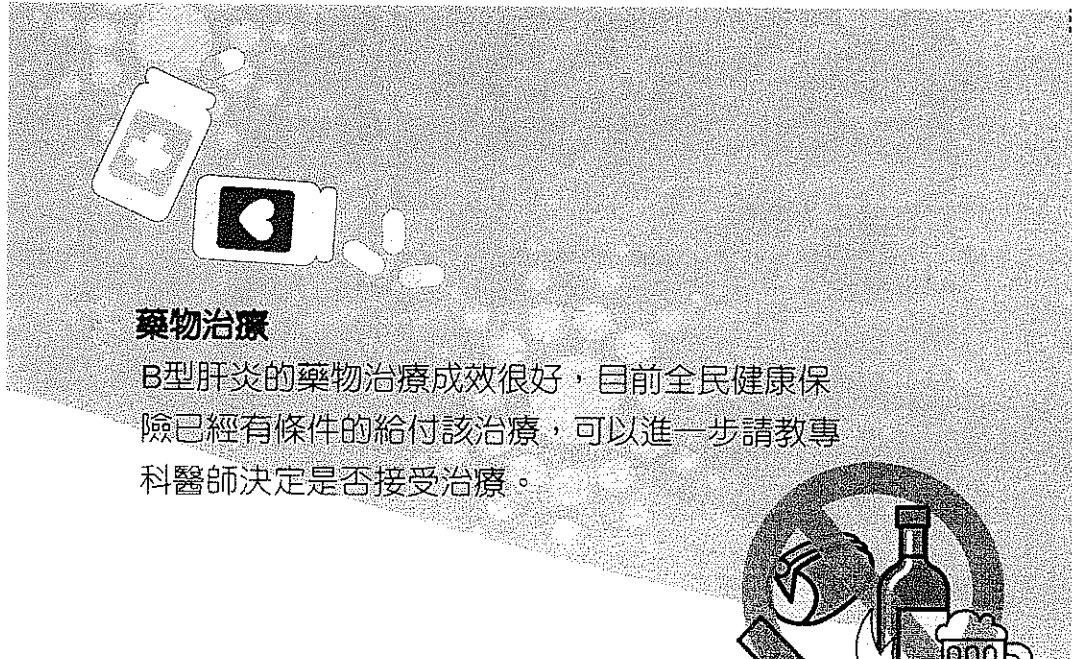 藥物治療
B型肝炎的藥物治療成效很好，目前全民健康保
險已經有條件的給付該治療，可以進一步請教專
科醫師決定是否接受治療。